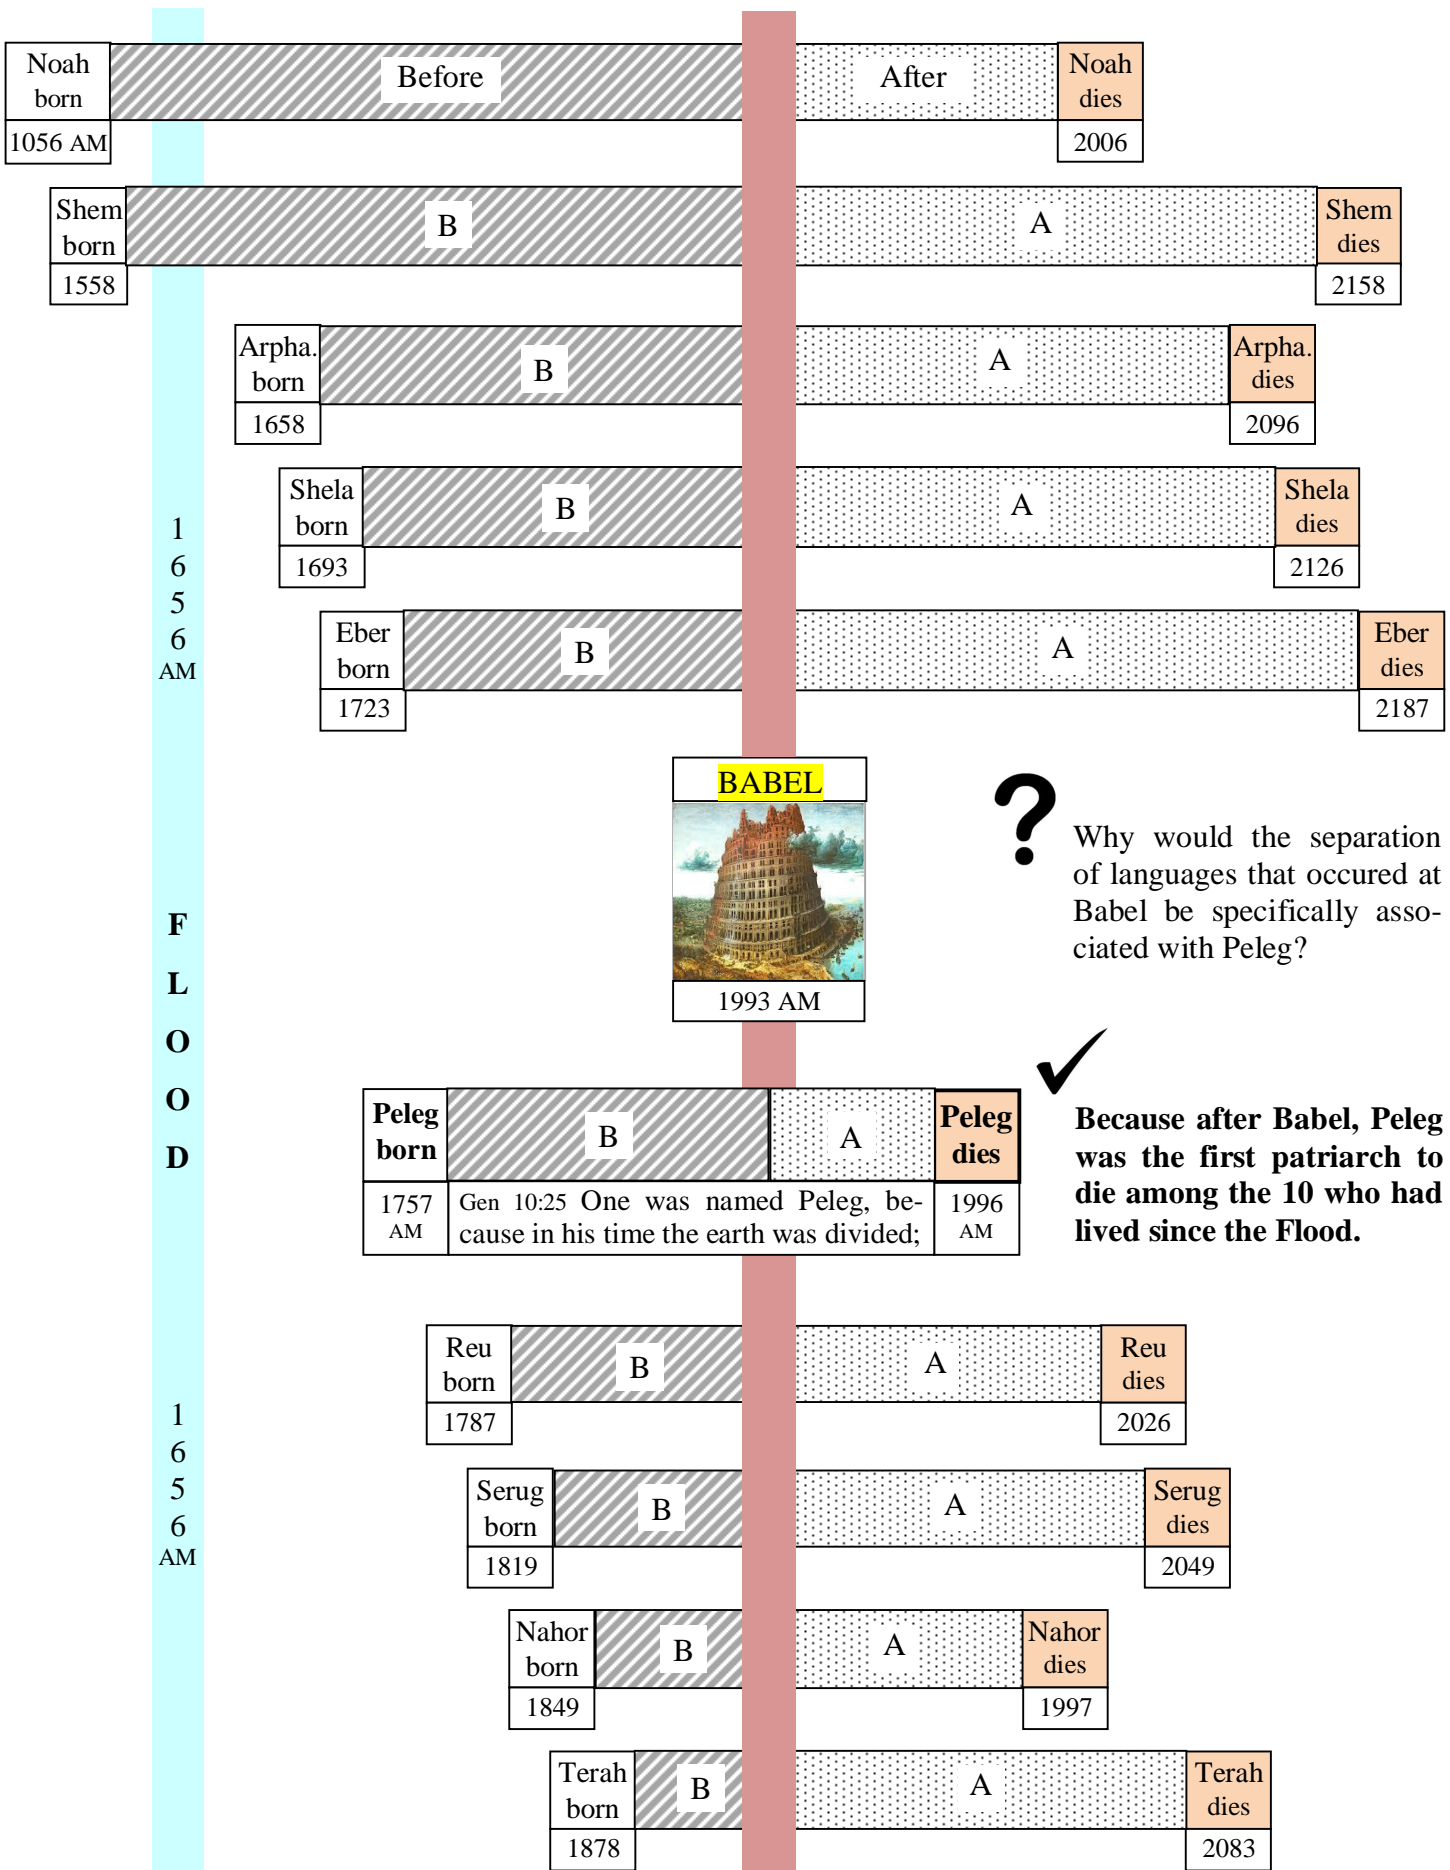 Noah
born
1056 AM
Before
After
Noah
dies
2006
Shem
born
1558
B
A
Shem
dies
2158
Arpha.
born
1658
B
A
Arpha.
dies
2096
Shela
born
1693
B
A
Shela
dies
2126
Eber
born
1723
B
A
Eber
dies
2187
1
6
5
6
AM
BABEL
1993 AM
?
Why would the separation
of languages that occured at
Babel be specifically asso-
ciated with Peleg?
F
L
O
O
D
Peleg
born
1757
AM
B
A
Gen 10:25 One was named Peleg, be-
cause in his time the earth was divided;
Peleg
dies
1996
AM
✓
Because after Babel, Peleg
was the first patriarch to
die among the 10 who had
lived since the Flood.
Reu
born
1787
B
A
Reu
dies
2026
1
6
5
6
AM
Serug
born
1819
B
A
Serug
dies
2049
Nahor
born
1849
B
A
Nahor
dies
1997
Terah
born
1878
B
A
Terah
dies
2083